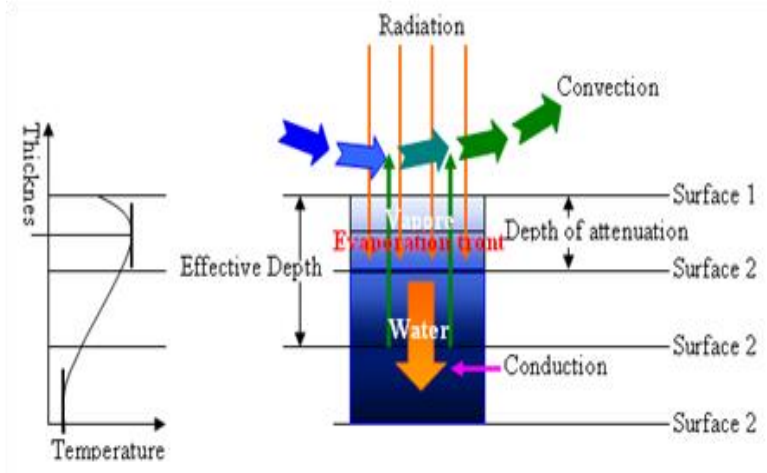 Radiation
Convection
Thicknes
Surface 1
Vapore
Depth of attenuation
Evaporation tront
Effective Depth
Surface 2
Water
Surface 2
Conduction
Surface 2
Temperature